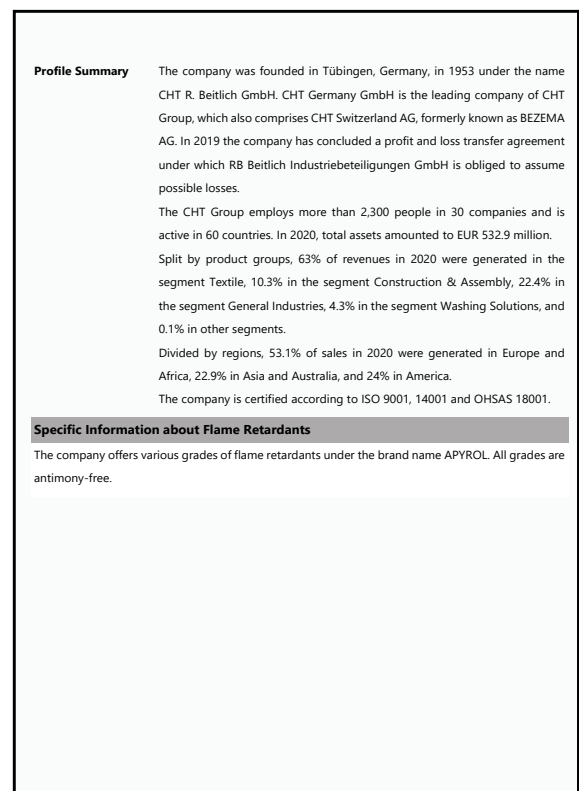 Profile Summary The company was founded in Tübingen, Germany, in 1953 under the name
CHT R. Beitlich GmbH. CHT Germany GmbH is the leading company of CHT
Group, which also comprises CHT Switzerland AG, formerly known as BEZEMA
AG. In 2019 the company has concluded a profit and loss transfer agreement
under which RB Beitlich Industriebeteiligungen GmbH is obliged to assume
possible losses.
The CHT Group employs more than 2,300 people in 30 companies and is
active in 60 countries. In 2020, total assets amounted to EUR 532.9 million.
Split by product groups, 63% of revenues in 2020 were generated in the
segment Textile, 10.3% in the segment Construction & Assembly, 22.4% in
the segment General Industries, 4.3% in the segment Washing Solutions, and
0.1% in other segments.
Divided by regions, 53.1% of sales in 2020 were generated in Europe and
Africa, 22.9% in Asia and Australia, and 24% in America.
The company is certified according to ISO 9001, 14001 and OHSAS 18001.
Specific Information about Flame Retardants
The company offers various grades of flame retardants under the brand name APYROL. All grades are
antimony-free.